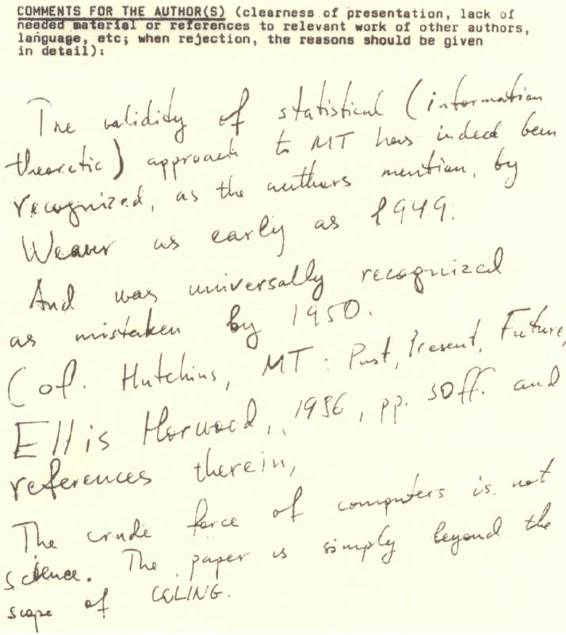 COMMENTS FOR THE AUTHOR(S) (clearness of presentation, lack of
needed material or references to relevant work of other authors,
language, etc; when rejection, the reasons should be given
in detail):
The validity of statistical (information
theoretic) approach to MT has indeed been
recognized, as the authors mention, by
Weaver as early as 1949.
And was universally recognized
as mistaken by 1950.
(cf. Hutchins, MT: Past, Present, Future,
Ellis Horwood, 1986, pp. 30ff. and
references therein,
The crude force of computers is not
science. The paper is simply beyond the
scope of COLING.